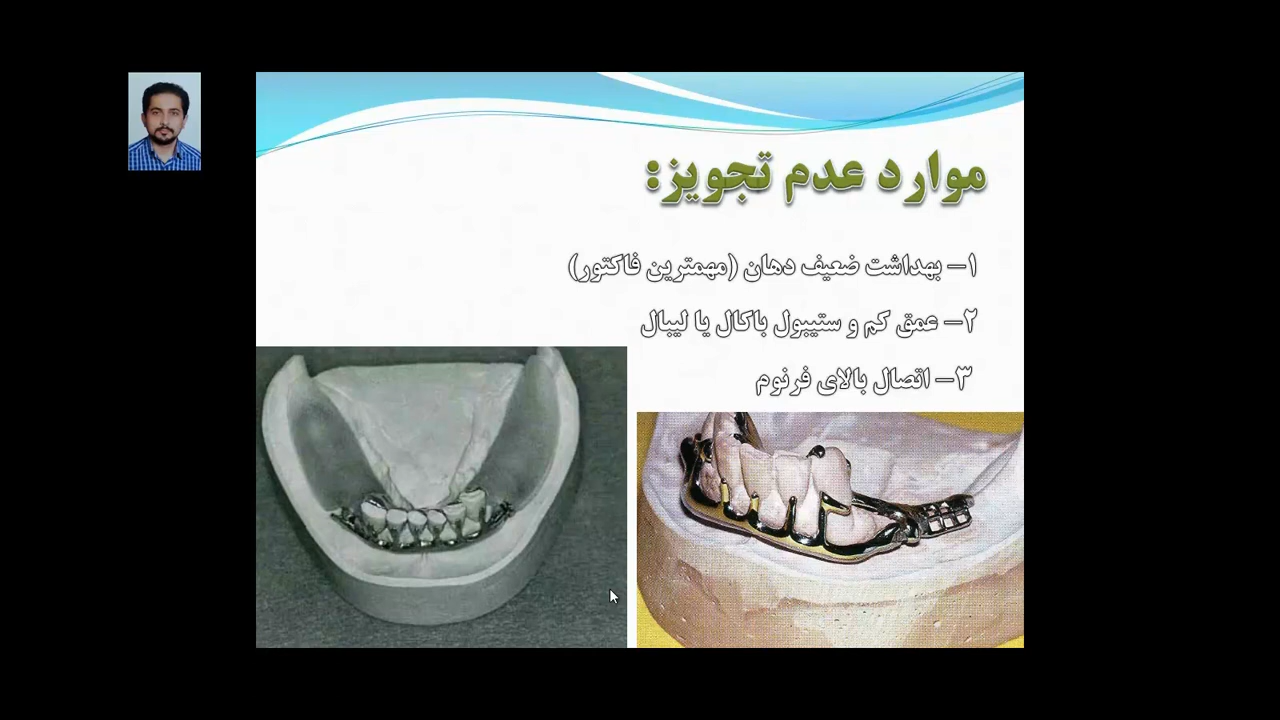 موارد عدم تجویز:
۱– بهداشت ضعیف دهان (مهمترین فاکتور)
۲– عمق کم و ستیبول باکال یا لیبال
۳– اتصال بالای فرنوم